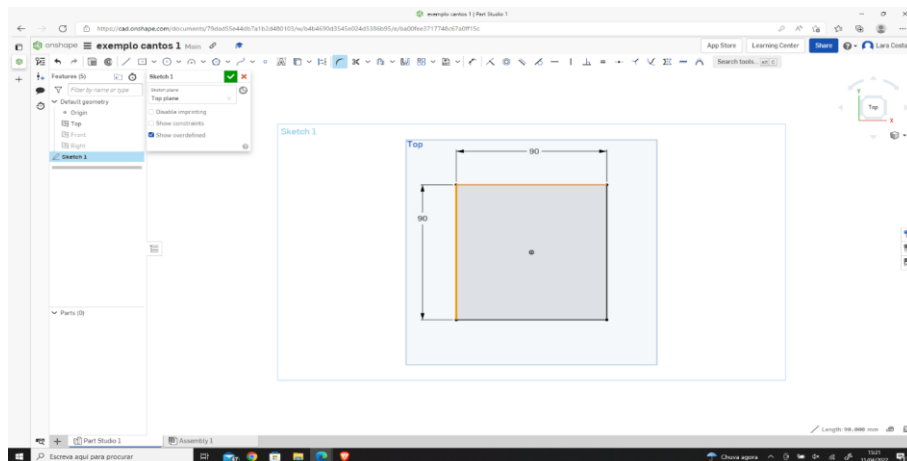 exemplo cantos 1 | Part Studio 1
https://cad.onshape.com/documents/
onshape exemplo cantos 1 Main
App Store Learning Center Share Lara Costa
Search tools...
Features (5)
Filter by name or type
Default geometry
Origin
Top
Front
Right
Sketch 1
Sketch 1
Sketch plane
Top plane
Disable imprinting
Show constraints
Show overdefined
Sketch 1
Top
90
90
Top
Y
X
Parts (0)
Length: 90.000 mm
Part Studio 1 Assembly 1
Escreve aqui para procurar
Chuva agora
15:21
11/04/2022